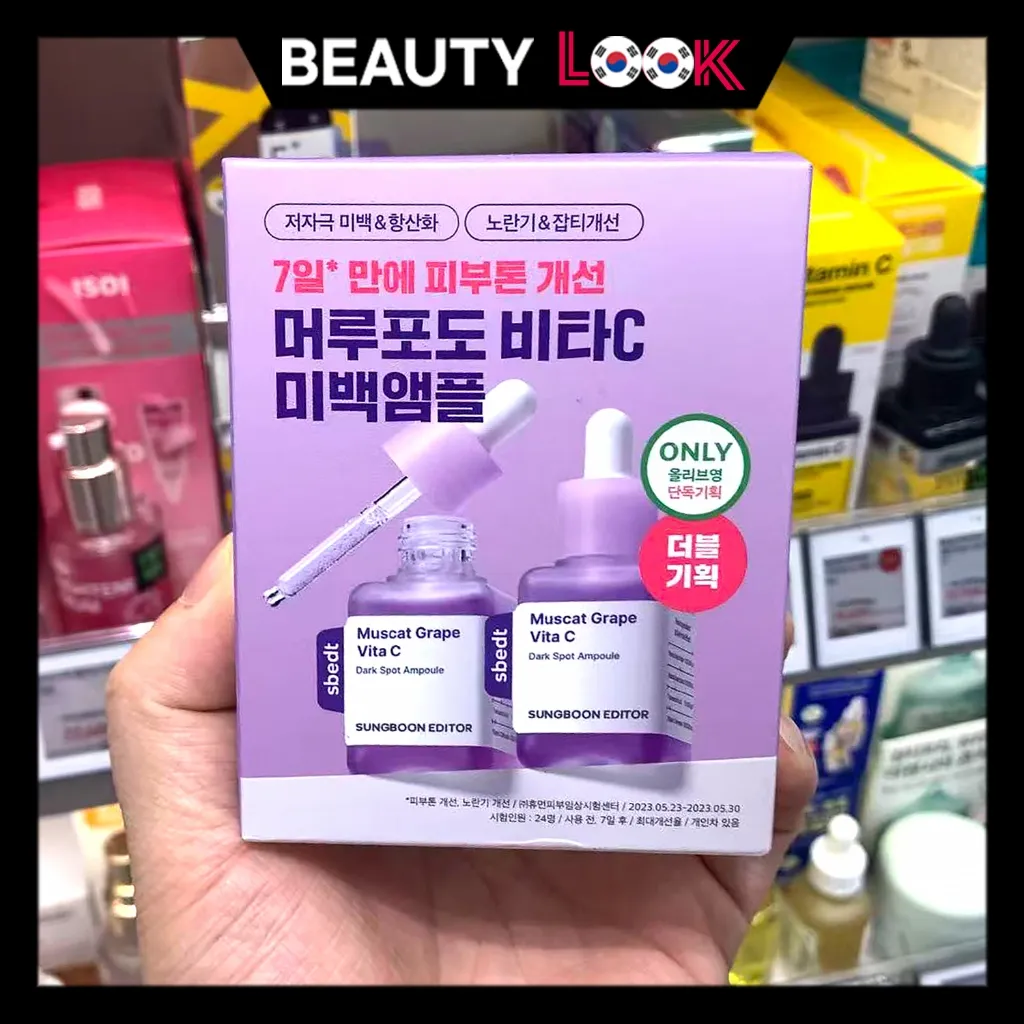 BEAUTY LOOK
저자극 미백&항산화
노란기&잡티개선
7일* 만에 피부톤 개선
머루포도 비타C
미백앰플
ONLY
올리브영
단독기획
더블
기획
Muscat Grape
Vita C
Dark Spot Ampoule
sbedt
SUNGBOON EDITOR
Muscat Grape
Vita C
Dark Spot Ampoule
sbedt
SUNGBOON EDITOR
*피부톤 개선, 노란기 개선 / ㈜휴먼피부임상시험센터 / 2023.05.23-2023.05.30
시험인원 : 24명 / 사용 전, 7일 후 / 최대개선율 / 개인차 있음
ISOI
tamin C